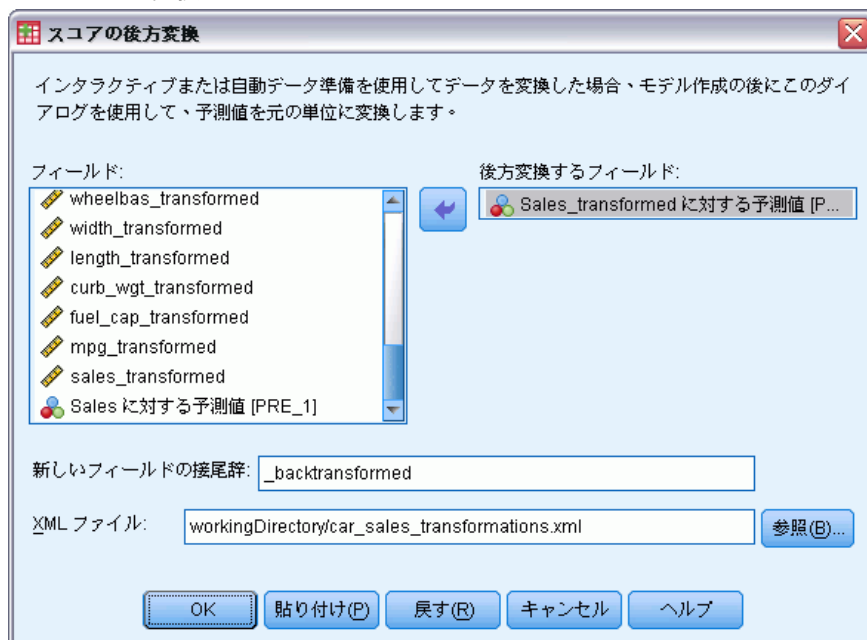 スコアの後方変換
インタラクティブまたは自動データ準備を使用してデータを変換した場合、モデル作成の後にこのダイ
アログを使用して、予測値を元の単位に変換します。
フィールド:
wheelbas_transformed
width_transformed
length_transformed
curb_wgt_transformed
fuel_cap_transformed
mpg_transformed
sales_transformed
Sales に対する予測値 [PRE_1]
後方変換するフィールド:
Sales_transformed に対する予測値 [P...
新しいフィールドの接尾辞: _backtransformed
XML ファイル: workingDirectory/car_sales_transformations.xml 参照(B)...
OK 貼り付け(P) 戻す(R) キャンセル ヘルプ